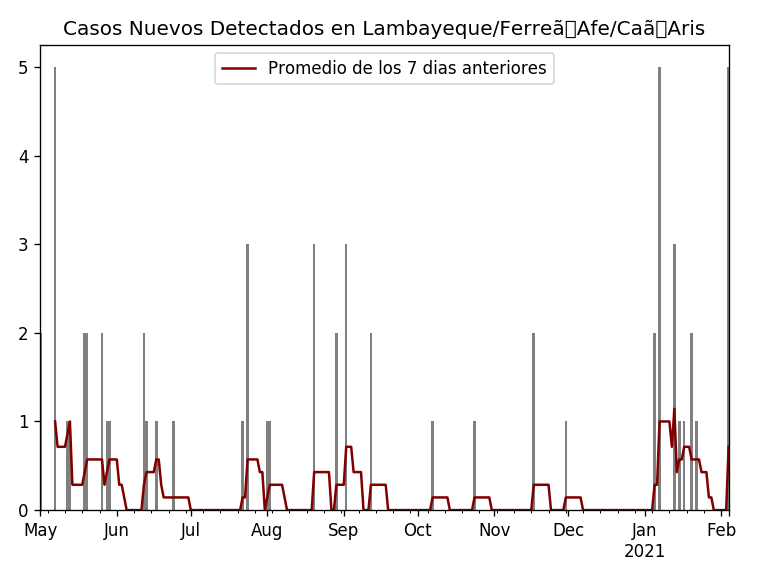 Casos Nuevos Detectados en Lambayeque/Ferreã▯Afe/Caã▯Aris
Promedio de los 7 dias anteriores
5
4
3
2
1
0
May Jun Jul Aug Sep Oct Nov Dec Jan Feb
2021